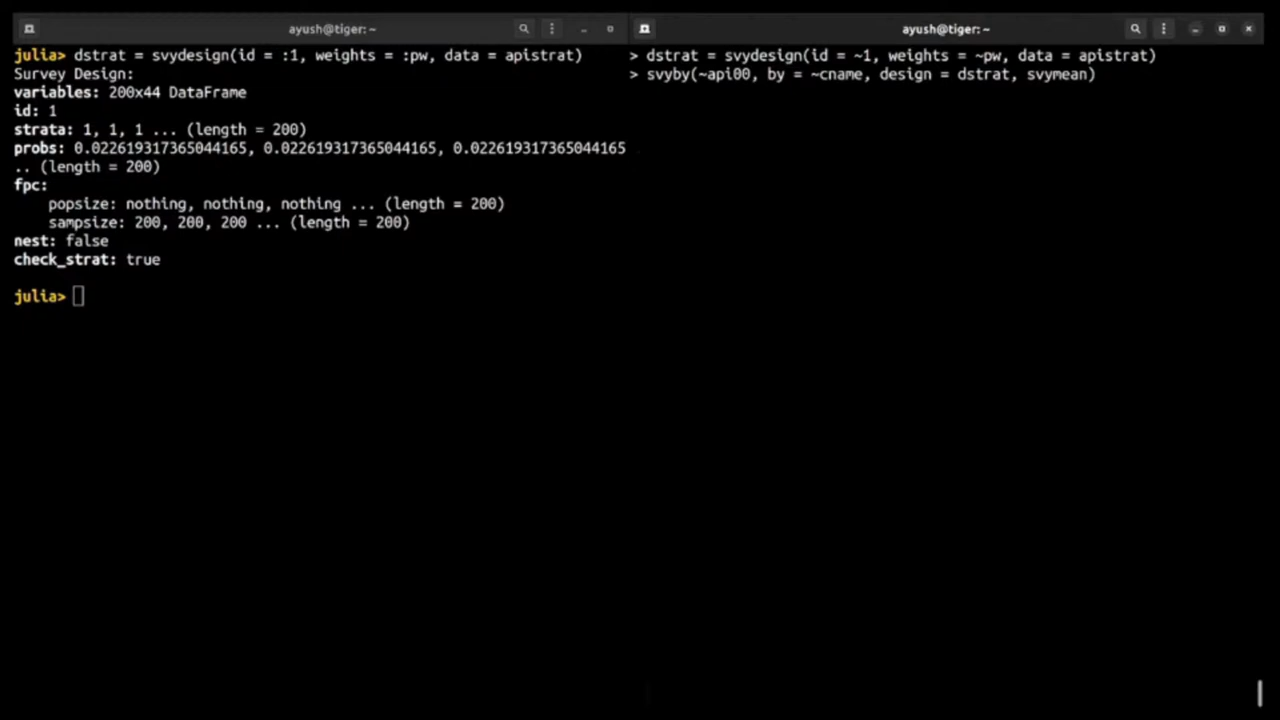 ayush@tiger: ~
julia> dstrat = svydesign(id = :1, weights = :pw, data = apistrat)
Survey Design:
variables: 200x44 DataFrame
id: 1
strata: 1, 1, 1 ... (length = 200)
probs: 0.022619317365044165, 0.022619317365044165, 0.022619317365044165
.. (length = 200)
fpc:
    popsize: nothing, nothing, nothing ... (length = 200)
    sampsize: 200, 200, 200 ... (length = 200)
nest: false
check_strat: true
julia>
ayush@tiger: ~
> dstrat = svydesign(id = ~1, weights = ~pw, data = apistrat)
> svyby(~api00, by = ~cname, design = dstrat, svymean)